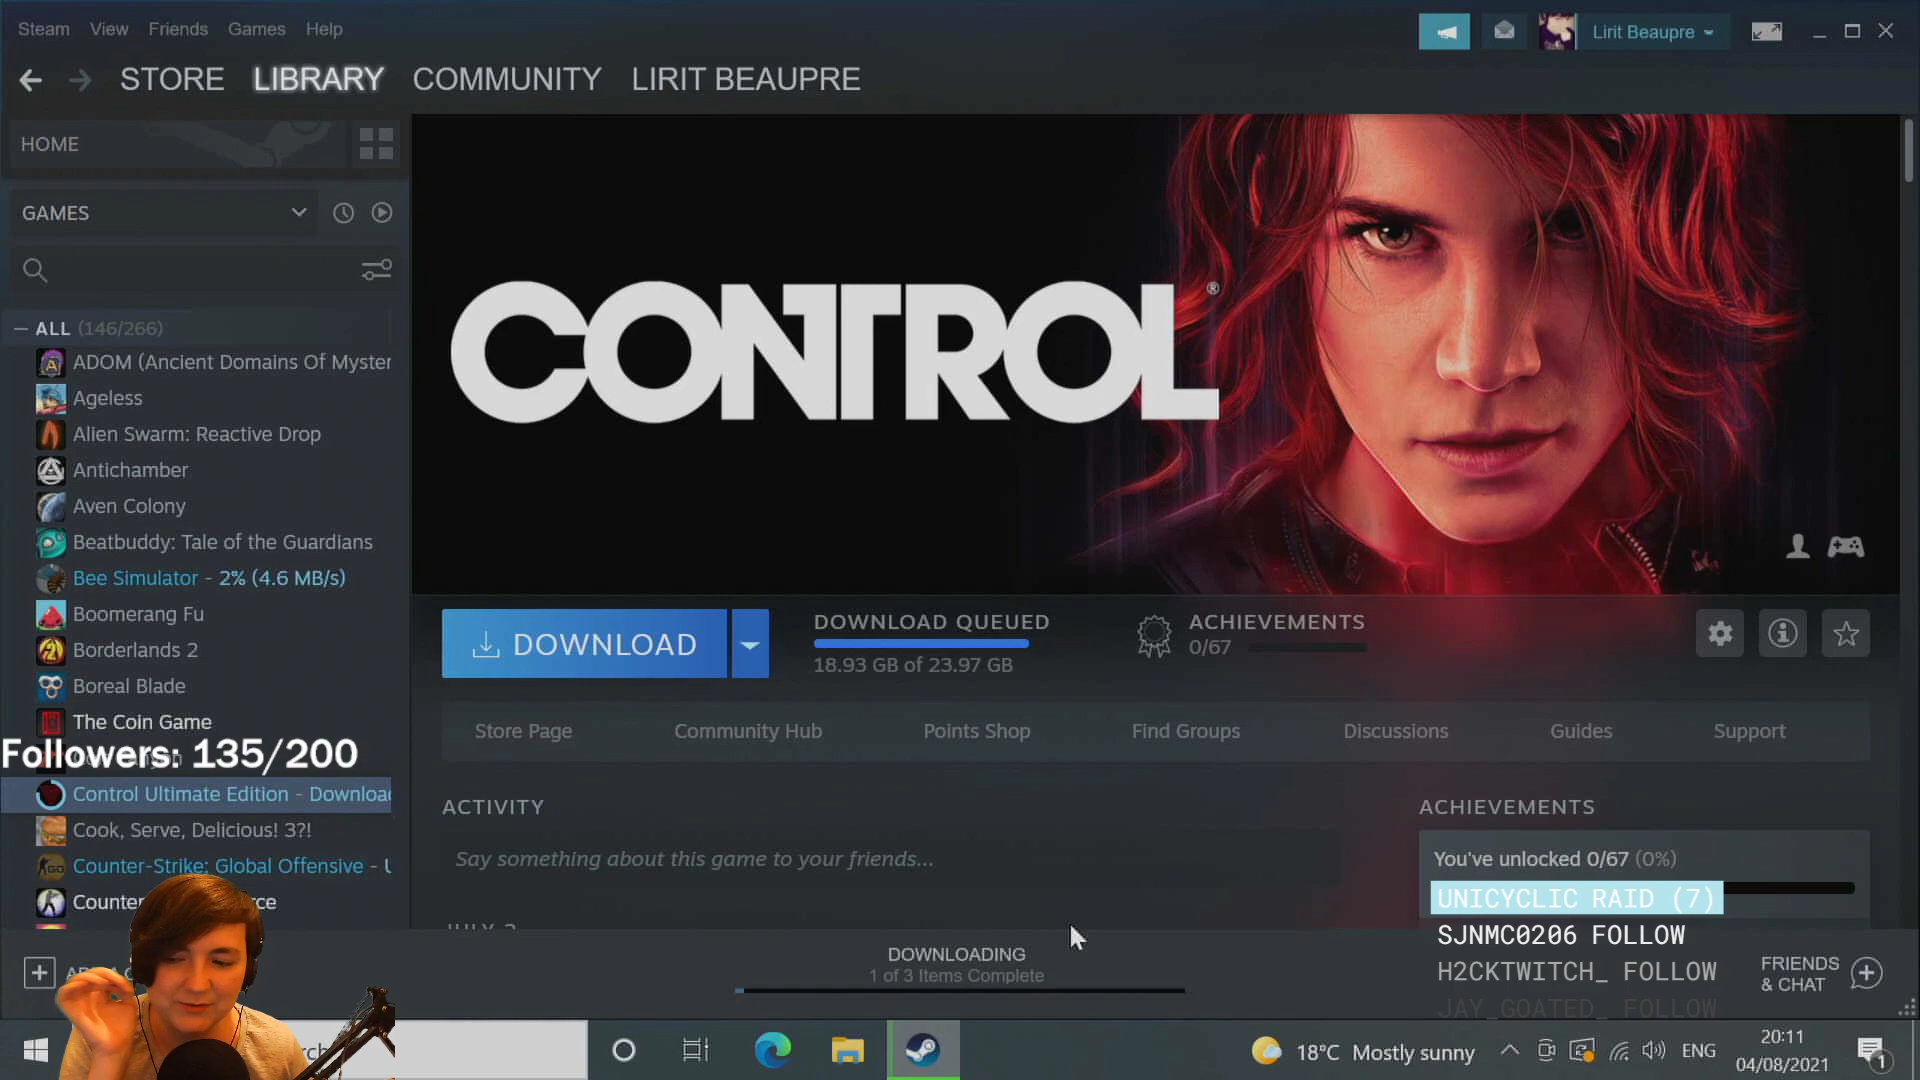 Steam View Friends Games Help
Lirit Beaupre
STORE LIBRARY COMMUNITY LIRIT BEAUPRE
HOME
GAMES
ALL (146/266)
ADOM (Ancient Domains Of Myster
Ageless
Alien Swarm: Reactive Drop
Antichamber
Aven Colony
Beatbuddy: Tale of the Guardians
Bee Simulator - 2% (4.6 MB/s)
Boomerang Fu
Borderlands 2
Boreal Blade
The Coin Game
Followers: 135/200
Control Ultimate Edition - Downloa
Cook, Serve, Delicious! 3?!
Counter-Strike: Global Offensive - U
CONTROL®
DOWNLOAD
DOWNLOAD QUEUED
18.93 GB of 23.97 GB
ACHIEVEMENTS
0/67
Store Page Community Hub Points Shop Find Groups Discussions Guides Support
ACTIVITY
Say something about this game to your friends...
ACHIEVEMENTS
You've unlocked 0/67 (0%)
UNICYCLIC RAID (7)
SJNMC0206 FOLLOW
H2CKTWITCH_ FOLLOW
JAY_GOATED_ FOLLOW
DOWNLOADING
1 of 3 Items Complete
FRIENDS
& CHAT
18°C Mostly sunny
ENG
20:11
04/08/2021
1